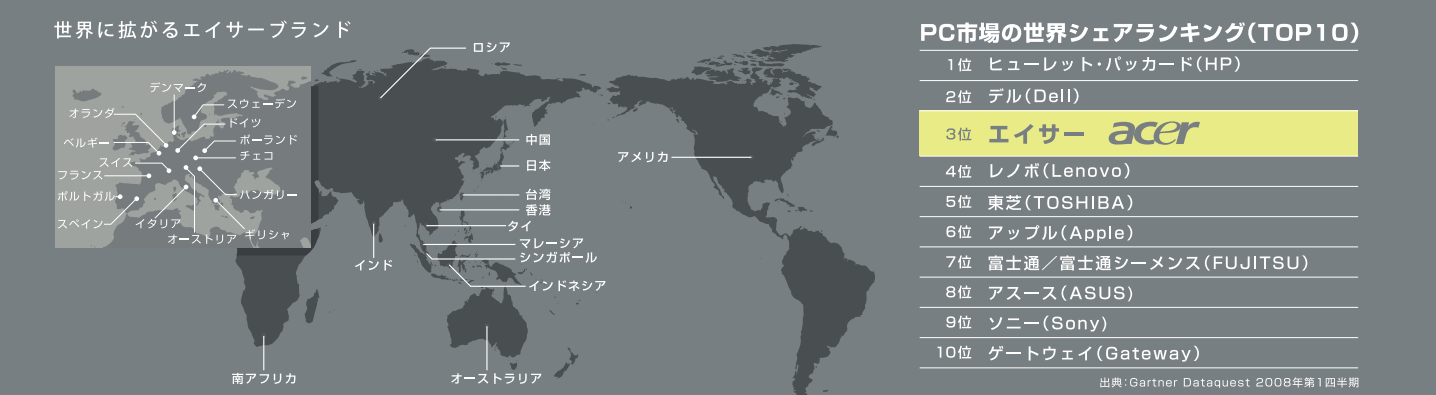 世界に拡がるエイサーブランド
デンマーク
オランダ
スウェーデン
ドイツ
ベルギー
ポーランド
チェコ
スイス
フランス
ポルトガル
ハンガリー
スペイン
イタリア
オーストリア
ギリシャ
ロシア
中国
日本
台湾
香港
タイ
マレーシア
シンガポール
インド
インドネシア
南アフリカ
オーストラリア
アメリカ
PC市場の世界シェアランキング(TOP10)
1位 ヒューレット・パッカード(HP)
2位 デル(Dell)
3位 エイサー acer
4位 レノボ(Lenovo)
5位 東芝(TOSHIBA)
6位 アップル(Apple)
7位 富士通／富士通シーメンス(FUJITSU)
8位 アスース(ASUS)
9位 ソニー(Sony)
10位 ゲートウェイ(Gateway)
出典:Gartner Dataquest 2008年第1四半期